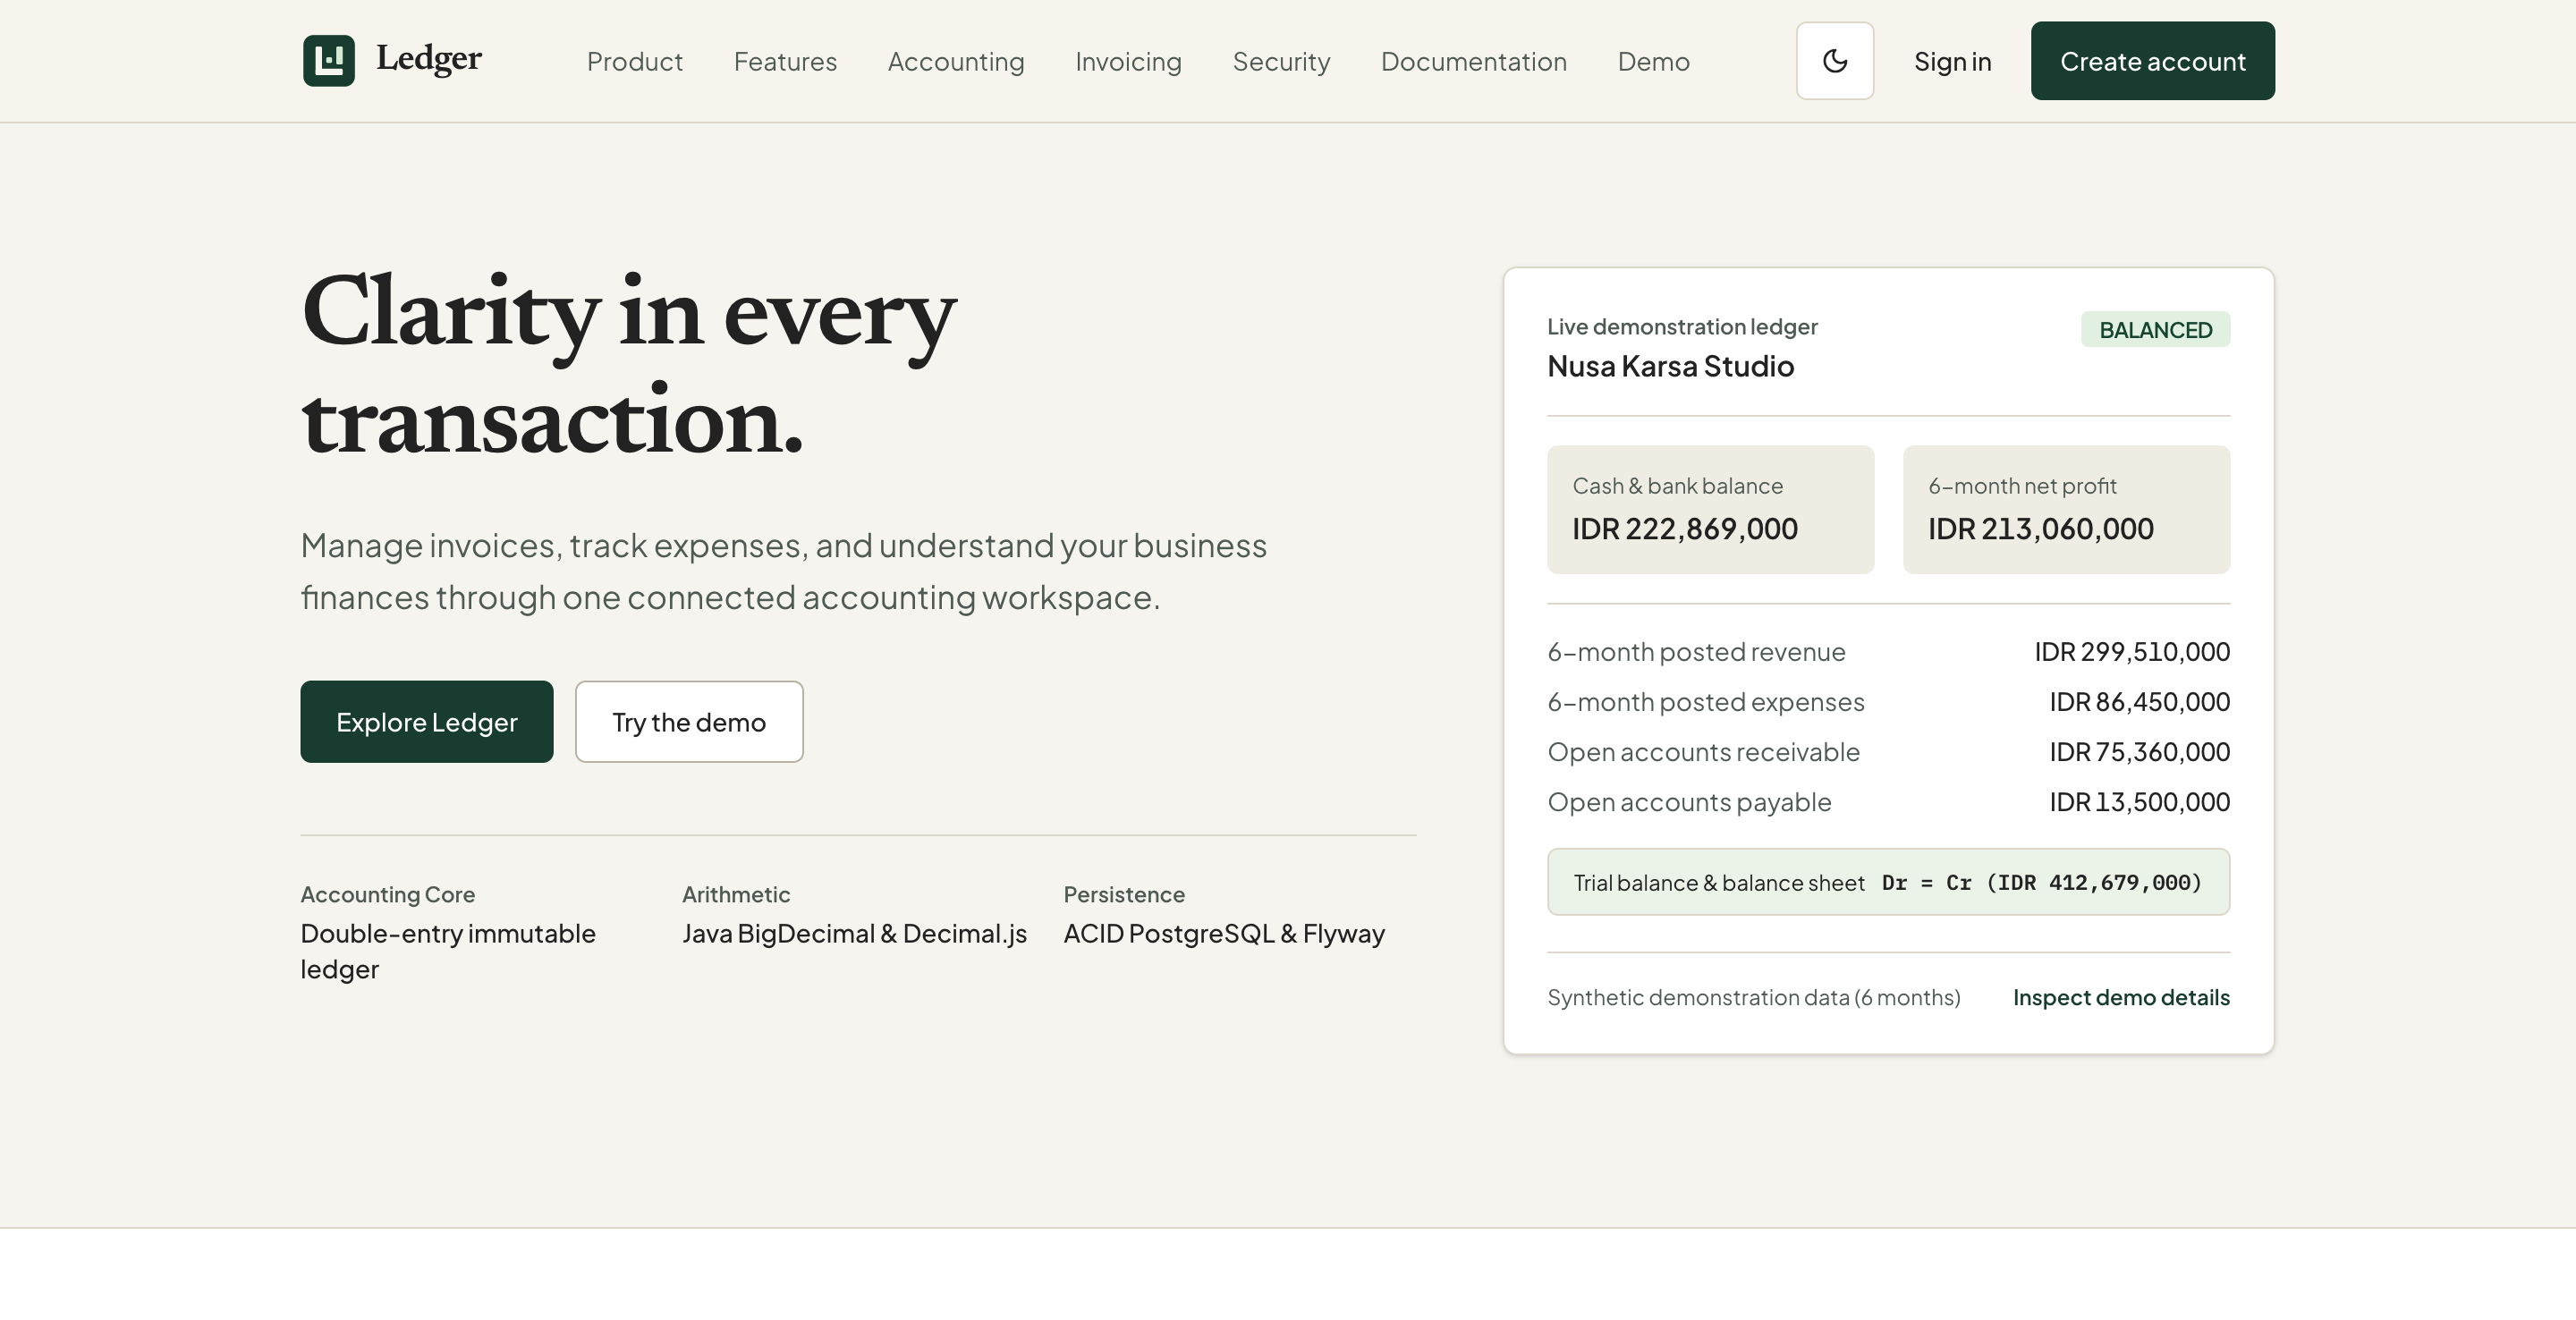 Ledger
Product
Features
Accounting
Invoicing
Security
Documentation
Demo
Sign in
Create account
Clarity in every
transaction.
Manage invoices, track expenses, and understand your business
finances through one connected accounting workspace.
Explore Ledger
Try the demo
Accounting Core
Double-entry immutable
ledger
Arithmetic
Java BigDecimal & Decimal.js
Persistence
ACID PostgreSQL & Flyway
Live demonstration ledger
Nusa Karsa Studio
BALANCED
Cash & bank balance
IDR 222,869,000
6-month net profit
IDR 213,060,000
6-month posted revenue IDR 299,510,000
6-month posted expenses IDR 86,450,000
Open accounts receivable IDR 75,360,000
Open accounts payable IDR 13,500,000
Trial balance & balance sheet Dr = Cr (IDR 412,679,000)
Synthetic demonstration data (6 months)
Inspect demo details